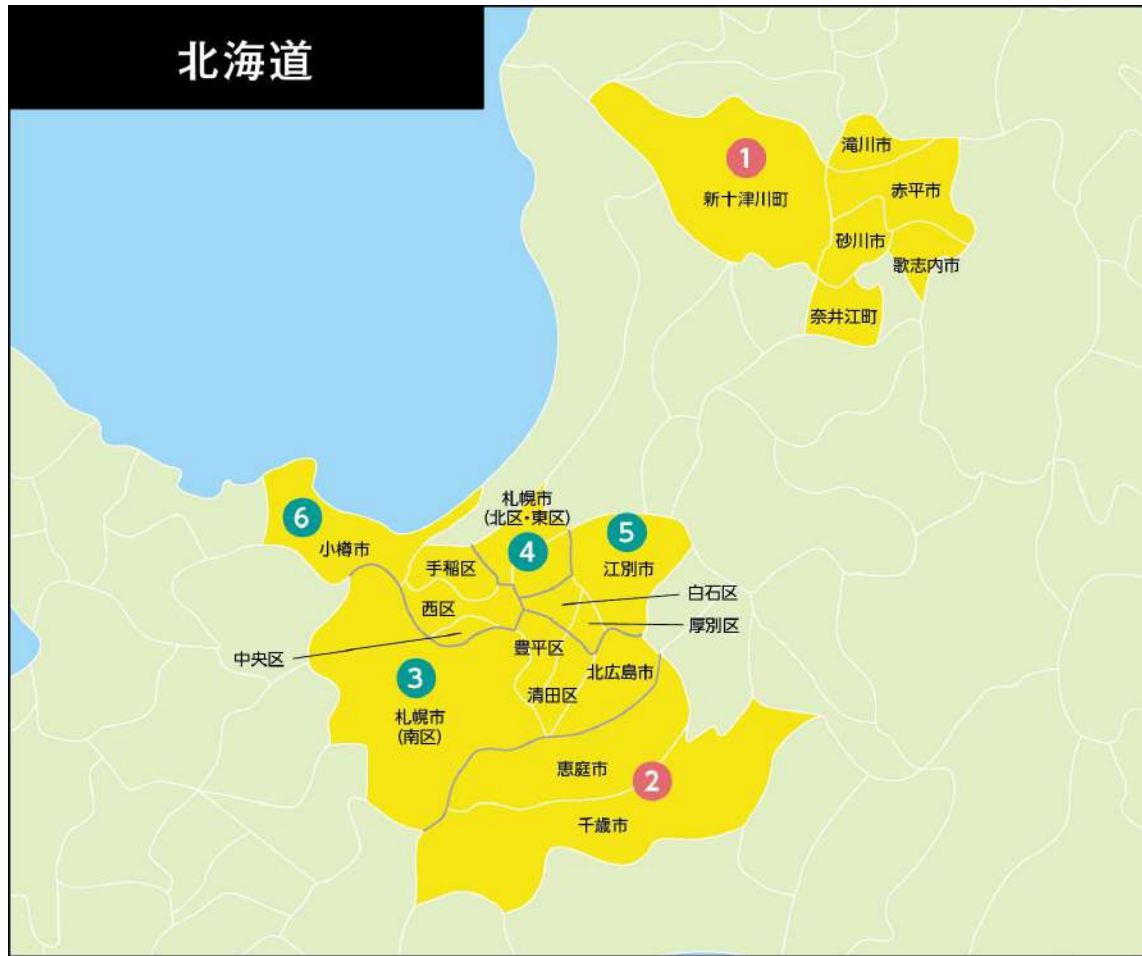 北海道
1
新十津川町
滝川市
赤平市
砂川市
歌志内市
奈井江町
6
小樽市
札幌市
(北区・東区)
4
5
江別市
手稲区
西区
白石区
厚別区
中央区
豊平区
北広島市
清田区
3
札幌市
(南区)
恵庭市
2
千歳市